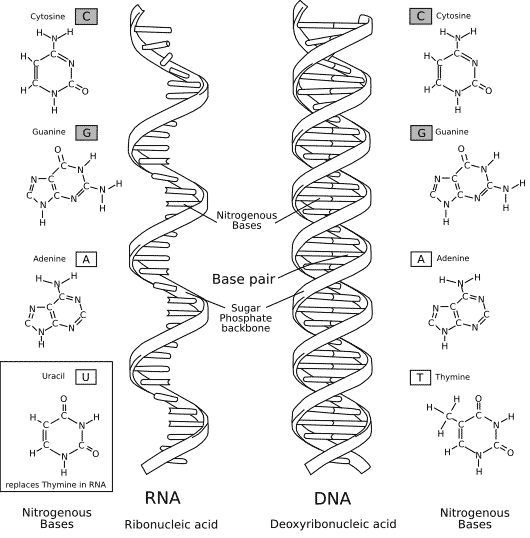 Cytosine C
Guanine G
Adenine A
Uracil U
replaces Thymine in RNA
Nitrogenous
Bases
Nitrogenous
Bases
Base pair
Sugar
Phosphate
backbone
RNA
Ribonucleic acid
DNA
Deoxyribonucleic acid
C Cytosine
G Guanine
A Adenine
T Thymine
Nitrogenous
Bases